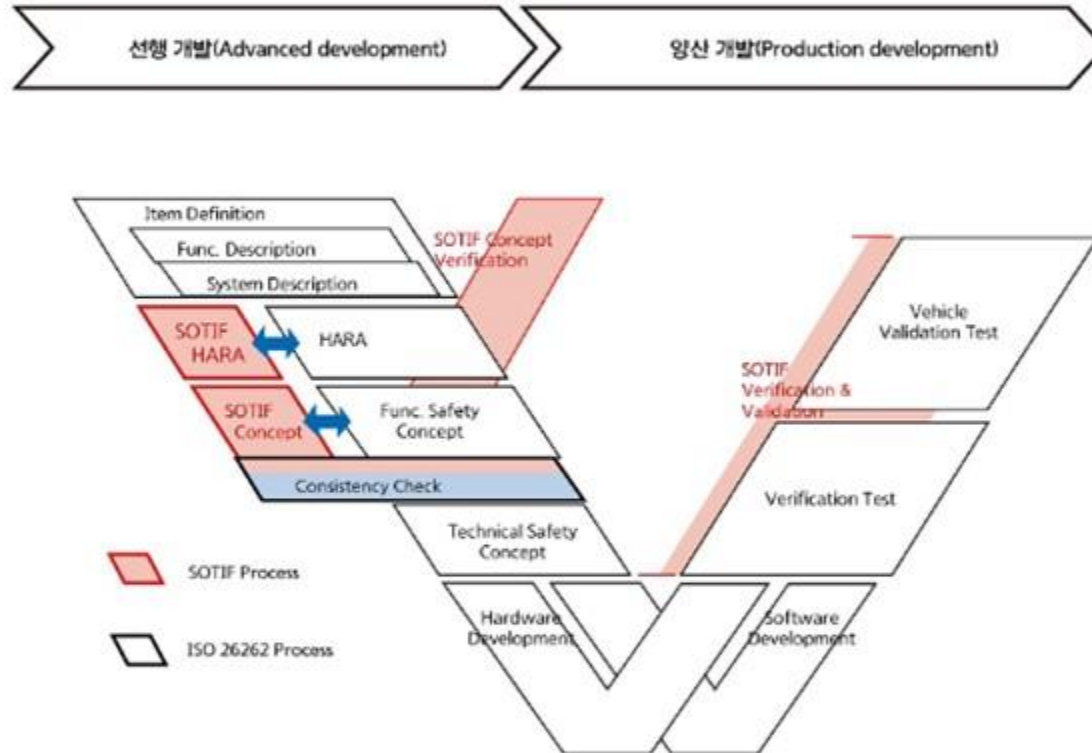 선행 개발(Advanced development)
양산 개발(Production development)
Item Definition
Func. Description
System Description
SOTIF Concept
Verification
SOTIF
HARA
HARA
SOTIF
Concept
Func. Safety
Concept
Consistency Check
Technical Safety
Concept
Hardware
Development
Software
Development
SOTIF
Verification &
Validation
Vehicle
Validation Test
Verification Test
SOTIF Process
ISO 26262 Process